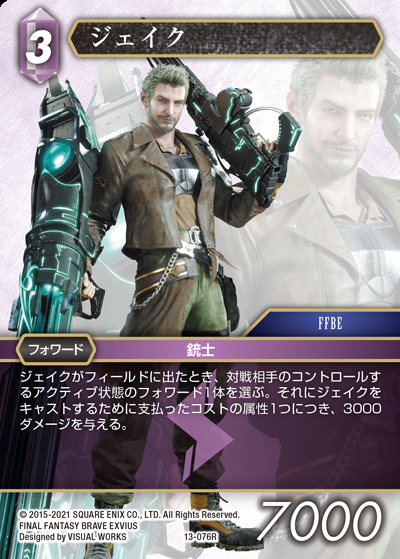 3
ジェイク
FFBE
フォワード
銃士
ジェイクがフィールドに出たとき、対戦相手のコントロールす
るアクティブ状態のフォワード1体を選ぶ。それにジェイクを
キャストするために支払ったコストの属性1つにつき、3000
ダメージを与える。
© 2015-2021 SQUARE ENIX CO., LTD. All Rights Reserved.
FINAL FANTASY BRAVE EXVIUS
Designed by VISUAL WORKS
13-076R
7000